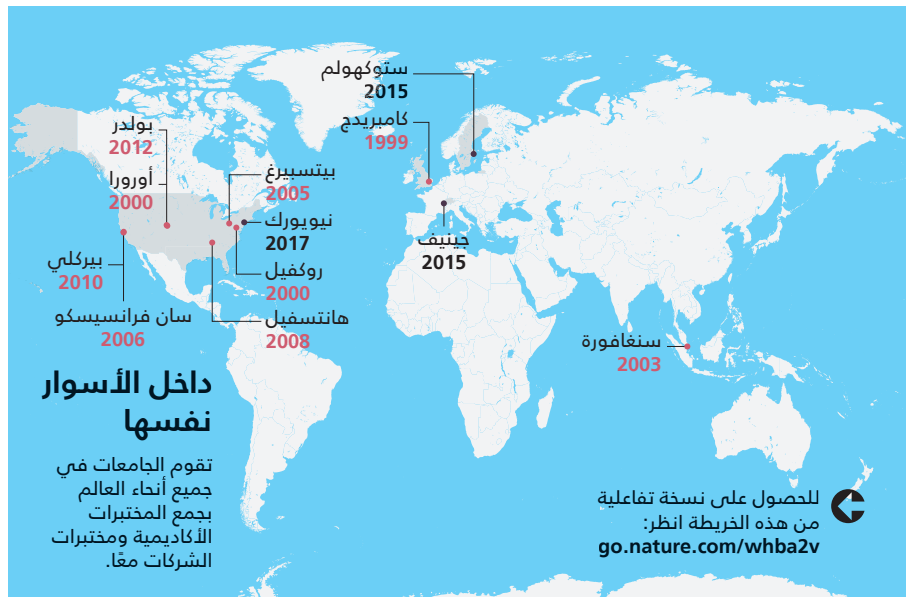 ستوكهولم
2015
كامبريدج
1999
بولدر
2012
أورورا
2000
بيتسبيرغ
2005
نيويورك
2017
جينيف
2015
بيركلي
2010
روكفيل
2000
سان فرانسيسكو
2006
هانتسفيل
2008
سنغافورة
2003
داخل الأسوار
نفسها
تقوم الجامعات في
جميع أنحاء العالم
بجمع المختبرات
الأكاديمية ومختبرات
الشركات معًا.
للحصول على نسخة تفاعلية
من هذه الخريطة انظر:
go.nature.com/whba2v